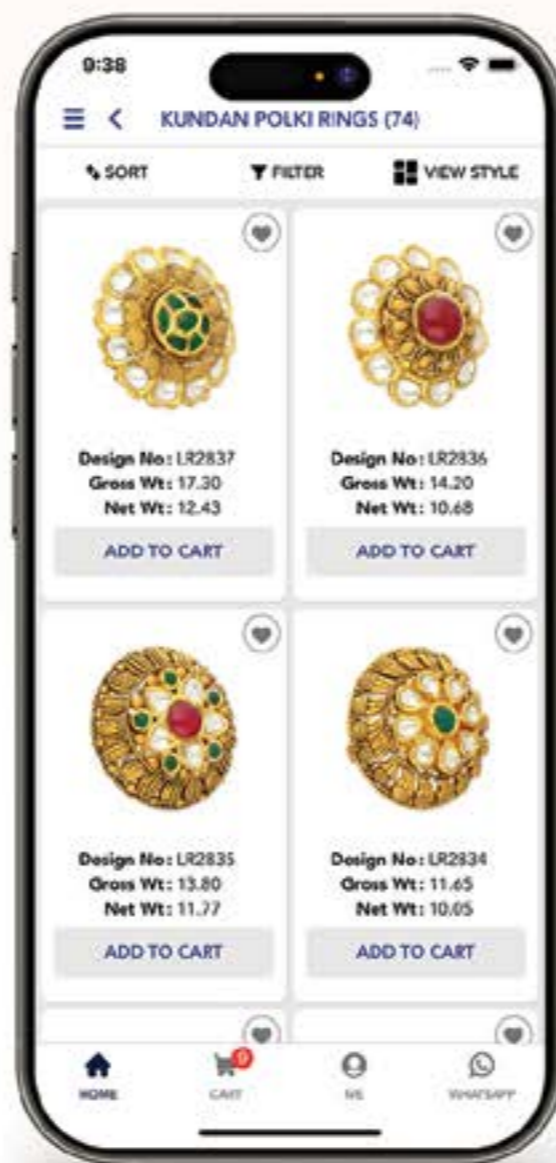 9:38
KUNDAN POLKI RINGS (74)
SORT FILTER VIEW STYLE
Design No: LR2837
Gross Wt: 17.30
Net Wt: 12.43
ADD TO CART
Design No: LR2836
Gross Wt: 14.20
Net Wt: 10.68
ADD TO CART
Design No: LR2835
Gross Wt: 13.80
Net Wt: 11.77
ADD TO CART
Design No: LR2834
Gross Wt: 11.65
Net Wt: 10.05
ADD TO CART
HOME CART ME WHATSAPP